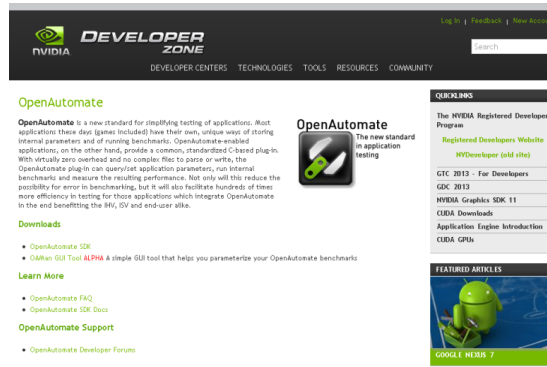 Log In | Feedback | New Accou
NVIDIA
DEVELOPER
ZONE
Search
DEVELOPER CENTERS TECHNOLOGIES TOOLS RESOURCES COMMUNITY
OpenAutomate
OpenAutomate is a new standard for simplifying testing of applications. Most
applications these days (games included) have their own, unique ways of storing
internal parameters and of running benchmarks. OpenAutomate-enabled
applications, on the other hand, provide a common, standardized C-based plug-in.
With virtually zero overhead and no complex files to parse or write, the
OpenAutomate plug-in can query/set application parameters, run internal
benchmarks and measure the resulting performance. Not only will this reduce the
possibility for error in benchmarking, but it will also facilitate hundreds of times
more efficiency in testing for those applications which integrate OpenAutomate
in the end benefitting the IHV, ISV and end-user alike.
OpenAutomate
The new standard
in application
testing
Downloads
OpenAutomate SDK
OAMan GUI Tool ALPHA A simple GUI tool that helps you parameterize your OpenAutomate benchmarks
Learn More
OpenAutomate FAQ
OpenAutomate SDK Docs
OpenAutomate Support
OpenAutomate Developer Forums
QUICKLINKS
The NVIDIA Registered Developer
Program
Registered Developers Website
NVDeveloper (old site)
GTC 2013 - For Developers
GDC 2013
NVIDIA Graphics SDK 11
CUDA Downloads
Application Engine Introduction
CUDA GPUs
FEATURED ARTICLES
GOOGLE NEXUS 7